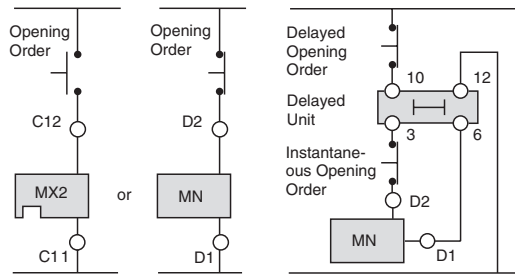 Opening
Order
C12
MX2
C11
or
Opening
Order
D2
MN
D1
Delayed
Opening
Order
10
12
Delayed
Unit
3
6
Instantane-
ous Opening
Order
D2
MN
D1